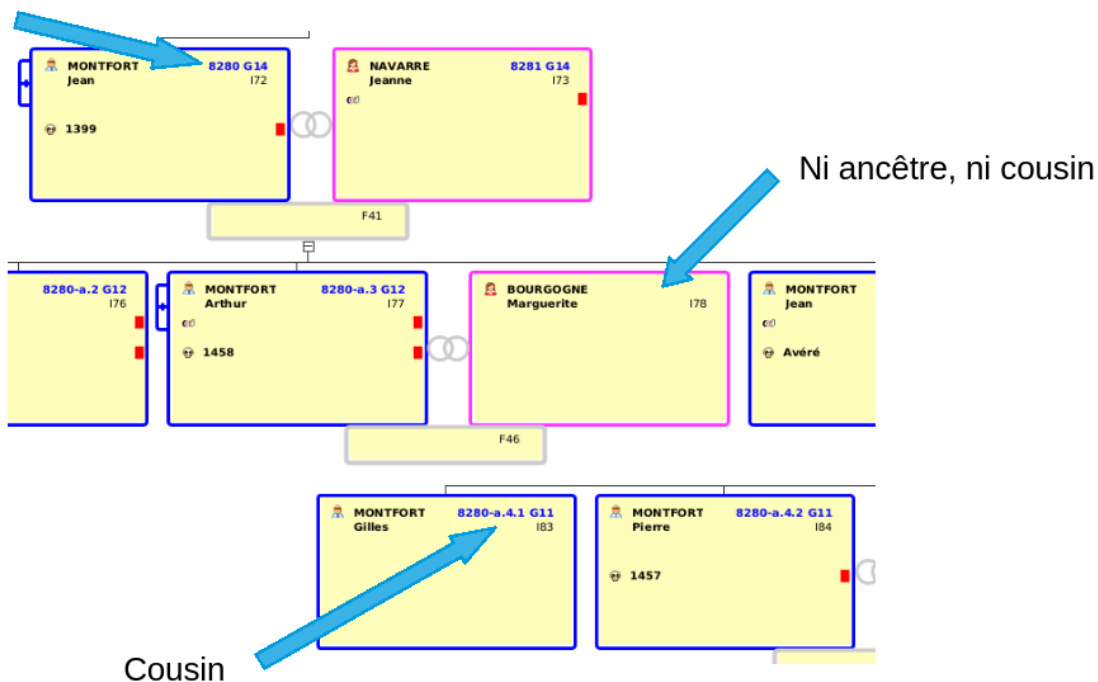 MONTFORT 8280 G14
Jean I72
1399
NAVARRE 8281 G14
Jeanne I73
Ni ancêtre, ni cousin
F41
8280-a.2 G12
I76
MONTFORT 8280-a.3 G12
Arthur I77
1458
BOURGOGNE
Marguerite I78
MONTFORT
Jean
Avéré
F46
MONTFORT 8280-a.4.1 G11
Gilles I83
MONTFORT 8280-a.4.2 G11
Pierre I84
1457
Cousin